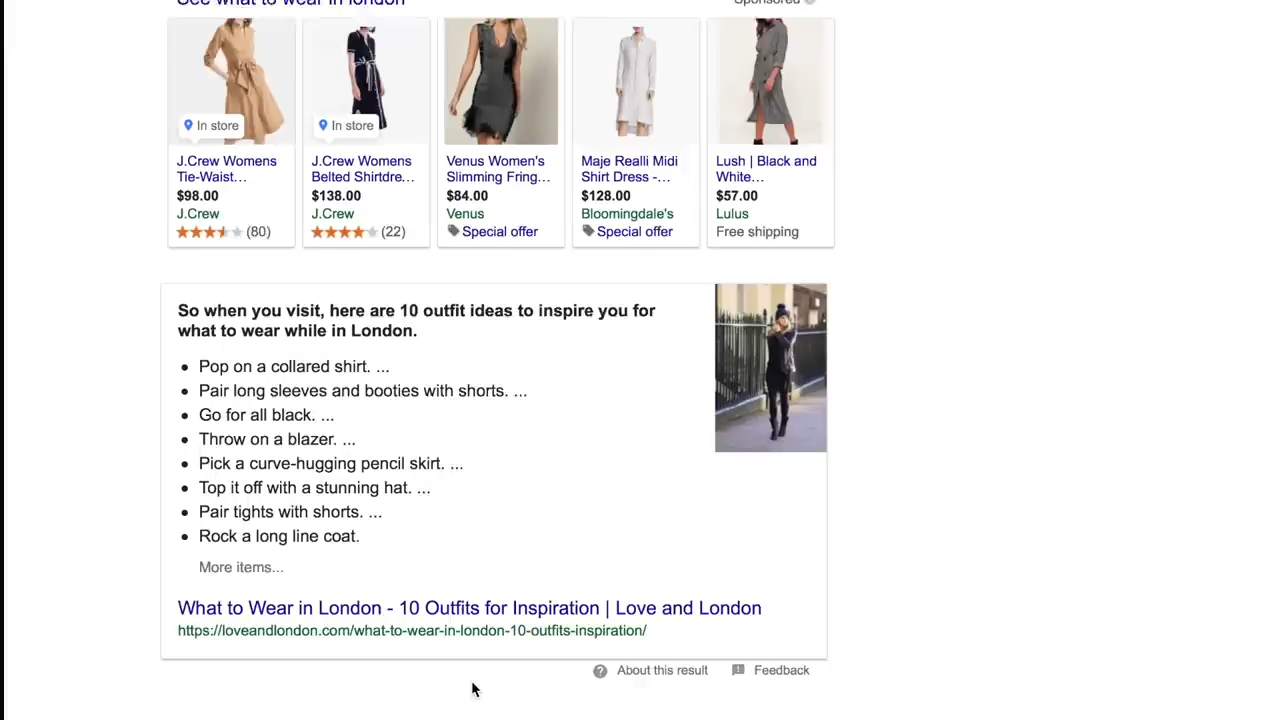 See what to wear in london
Sponsored
In store
In store
J.Crew Womens
Tie-Waist...
$98.00
J.Crew
(80)
J.Crew Womens
Belted Shirtdre...
$138.00
J.Crew
(22)
Venus Women's
Slimming Fring...
$84.00
Venus
Special offer
Maje Realli Midi
Shirt Dress -...
$128.00
Bloomingdale's
Special offer
Lush | Black and
White...
$57.00
Lulus
Free shipping
So when you visit, here are 10 outfit ideas to inspire you for
what to wear while in London.
• Pop on a collared shirt. ...
• Pair long sleeves and booties with shorts. ...
• Go for all black. ...
• Throw on a blazer. ...
• Pick a curve-hugging pencil skirt. ...
• Top it off with a stunning hat. ...
• Pair tights with shorts. ...
• Rock a long line coat.
More items...
What to Wear in London - 10 Outfits for Inspiration | Love and London
https://loveandlondon.com/what-to-wear-in-london-10-outfits-inspiration/
About this result
Feedback